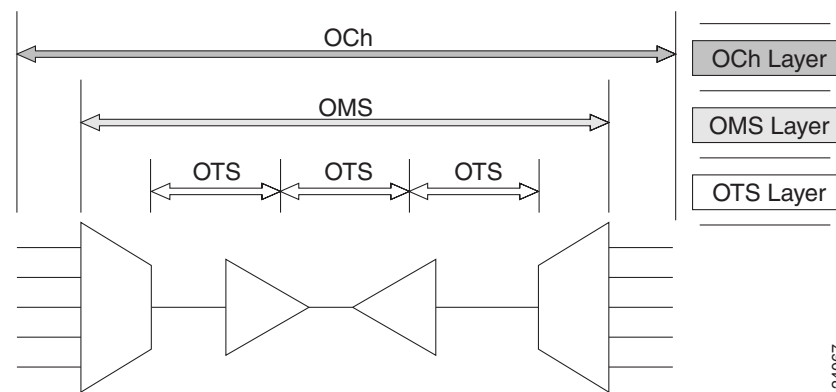 OCh
OCh Layer
OMS
OMS Layer
OTS OTS OTS
OTS Layer